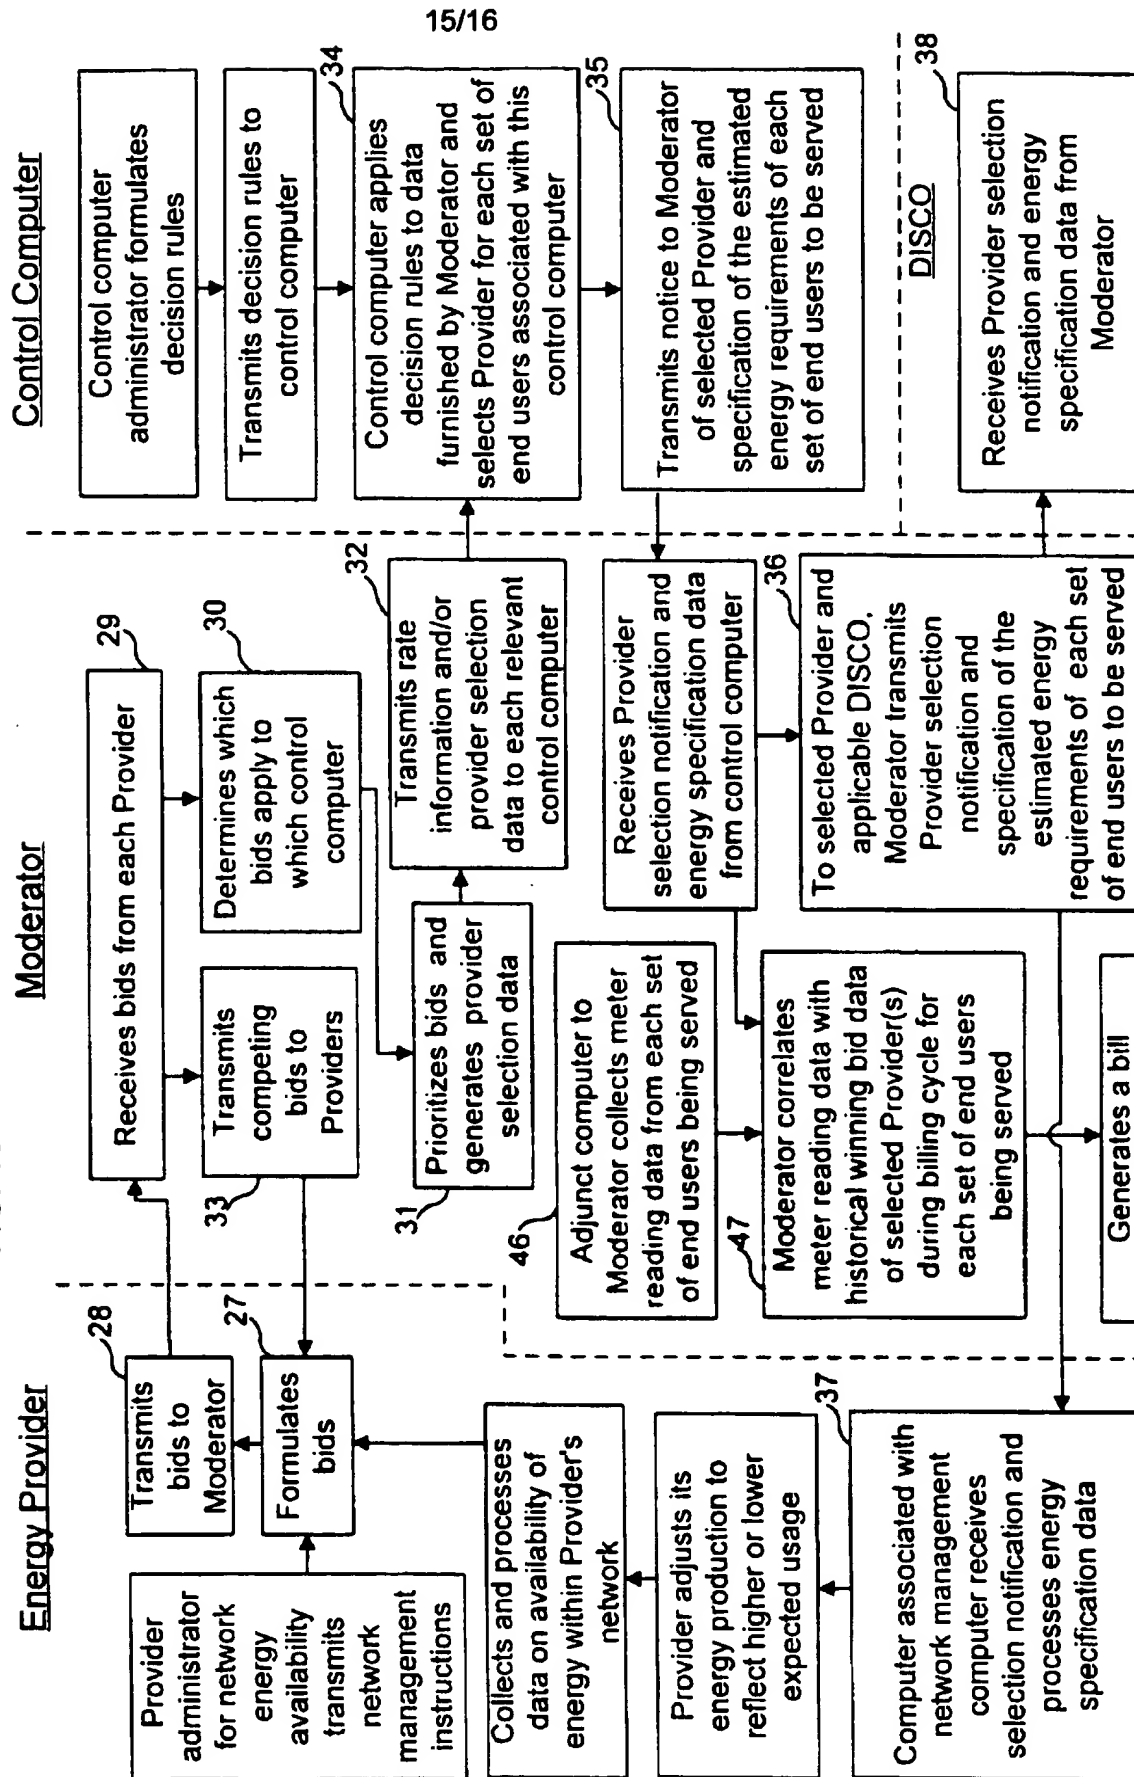 15/16
Energy Provider
Moderator
Control Computer
Provider
administrator
for network
energy
availability
transmits
network
management
instructions
28
Transmits
bids to
Moderator
27
Formulates
bids
Collects and processes
data on availability of
energy within Provider's
network
Provider adjusts its
energy production to
reflect higher or lower
expected usage
37
Computer associated with
network management
computer receives
selection notification and
processes energy
specification data
29
Receives bids from each Provider
33
Transmits
competing
bids to
Providers
30
Determines which
bids apply to
which control
computer
31
Prioritizes bids and
generates provider
selection data
32
Transmits rate
information and/or
provider selection
data to each relevant
control computer
46
Adjunct computer to
Moderator collects meter
reading data from each set
of end users being served
Receives Provider
selection notification and
energy specification data
from control computer
47
Moderator correlates
meter reading data with
historical winning bid data
of selected Provider(s)
during billing cycle for
each set of end users
being served
36
To selected Provider and
applicable DISCO,
Moderator transmits
Provider selection
notification and
specification of the
estimated energy
requirements of each set
of end users to be served
Generates a bill
Control computer
administrator formulates
decision rules
Transmits decision rules to
control computer
34
Control computer applies
decision rules to data
furnished by Moderator and
selects Provider for each set of
end users associated with this
control computer
35
Transmits notice to Moderator
of selected Provider and
specification of the estimated
energy requirements of each
set of end users to be served
DISCO
38
Receives Provider selection
notification and energy
specification data from
Moderator